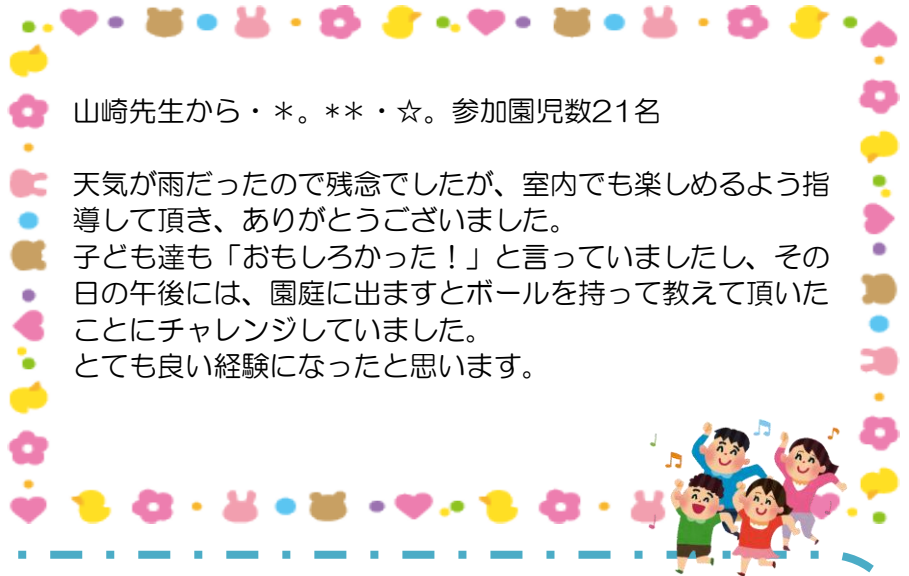 山崎先生から・＊。**・☆。参加園児数21名
天気が雨だったので残念でしたが、室内でも楽しめるよう指
導して頂き、ありがとうございました。
子ども達も「おもしろかった！」と言っていましたし、その
日の午後には、園庭に出ますとボールを持って教えて頂いた
ことにチャレンジしていました。
とても良い経験になったと思います。